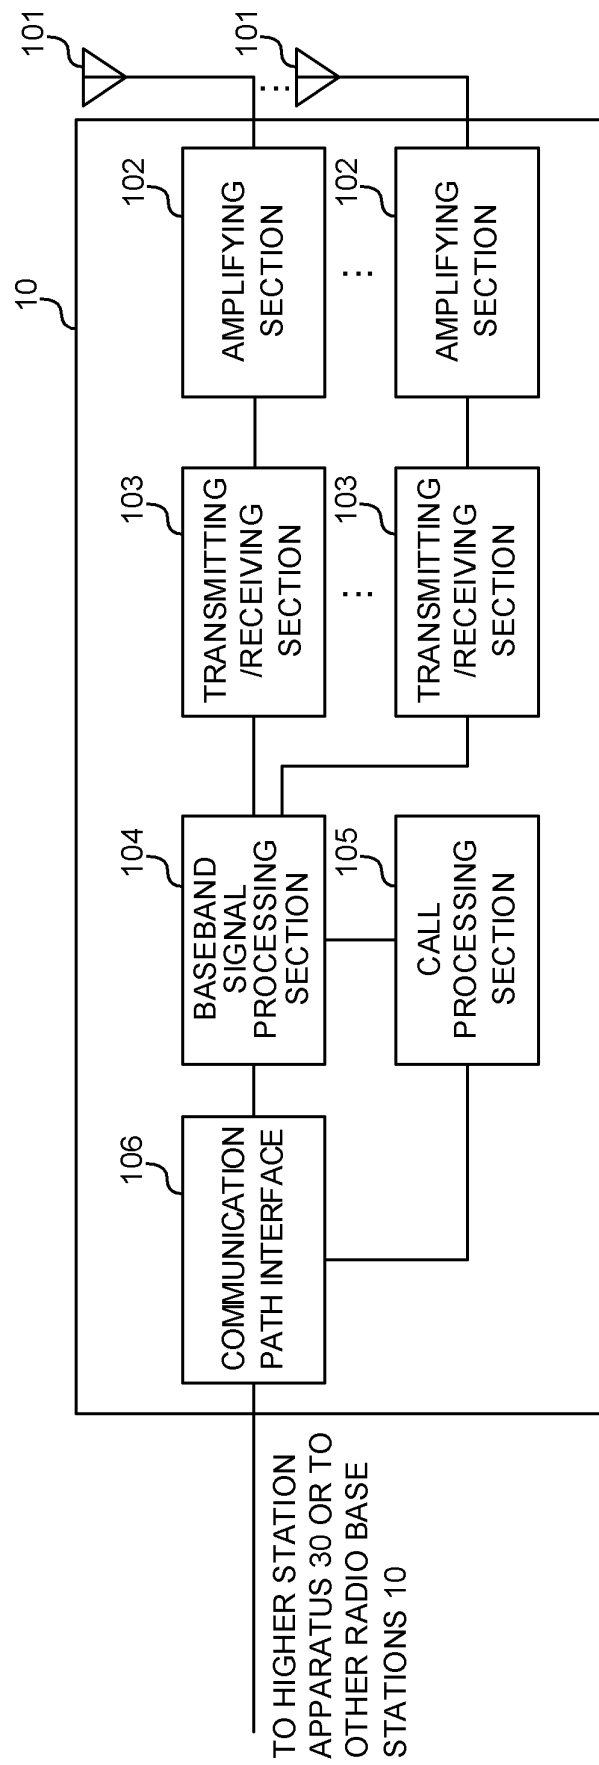 10
101
101
...
102
AMPLIFYING
SECTION
...
102
AMPLIFYING
SECTION
103
TRANSMITTING
/RECEIVING
SECTION
...
103
TRANSMITTING
/RECEIVING
SECTION
104
BASEBAND
SIGNAL
PROCESSING
SECTION
105
CALL
PROCESSING
SECTION
106
COMMUNICATION
PATH INTERFACE
TO HIGHER STATION
APPARATUS 30 OR TO
OTHER RADIO BASE
STATIONS 10